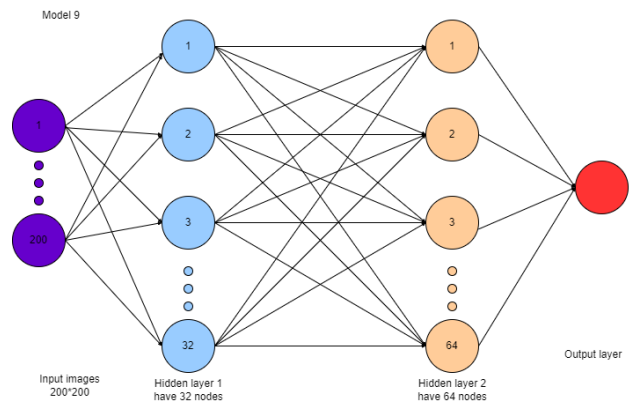 Model 9
1
200
1
2
3
32
1
2
3
64
Input images
200*200
Hidden layer 1
have 32 nodes
Hidden layer 2
have 64 nodes
Output layer